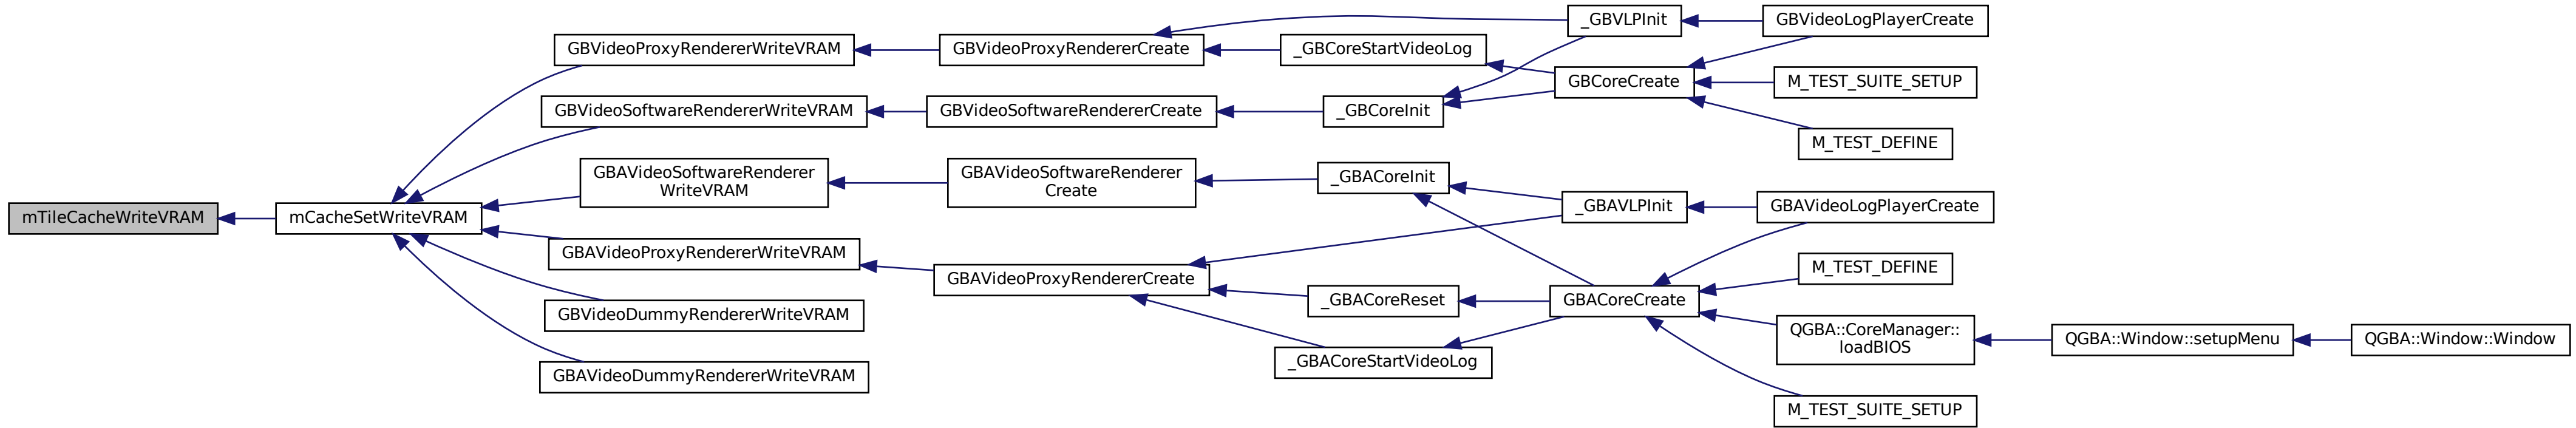 mTileCacheWriteVRAM
mCacheSetWriteVRAM
GBVideoProxyRendererWriteVRAM
GBVideoSoftwareRendererWriteVRAM
GBAVideoSoftwareRenderer
WriteVRAM
GBAVideoProxyRendererWriteVRAM
GBVideoDummyRendererWriteVRAM
GBAVideoDummyRendererWriteVRAM
GBVideoProxyRendererCreate
GBVideoSoftwareRendererCreate
GBAVideoSoftwareRenderer
Create
GBAVideoProxyRendererCreate
_GBCoreStartVideoLog
_GBCoreInit
_GBACoreInit
_GBACoreReset
_GBACoreStartVideoLog
_GBVLPInit
GBCoreCreate
_GBAVLPInit
GBACoreCreate
GBVideoLogPlayerCreate
M_TEST_SUITE_SETUP
M_TEST_DEFINE
GBAVideoLogPlayerCreate
M_TEST_DEFINE
QGBA::CoreManager::
loadBIOS
M_TEST_SUITE_SETUP
QGBA::Window::setupMenu
QGBA::Window::Window